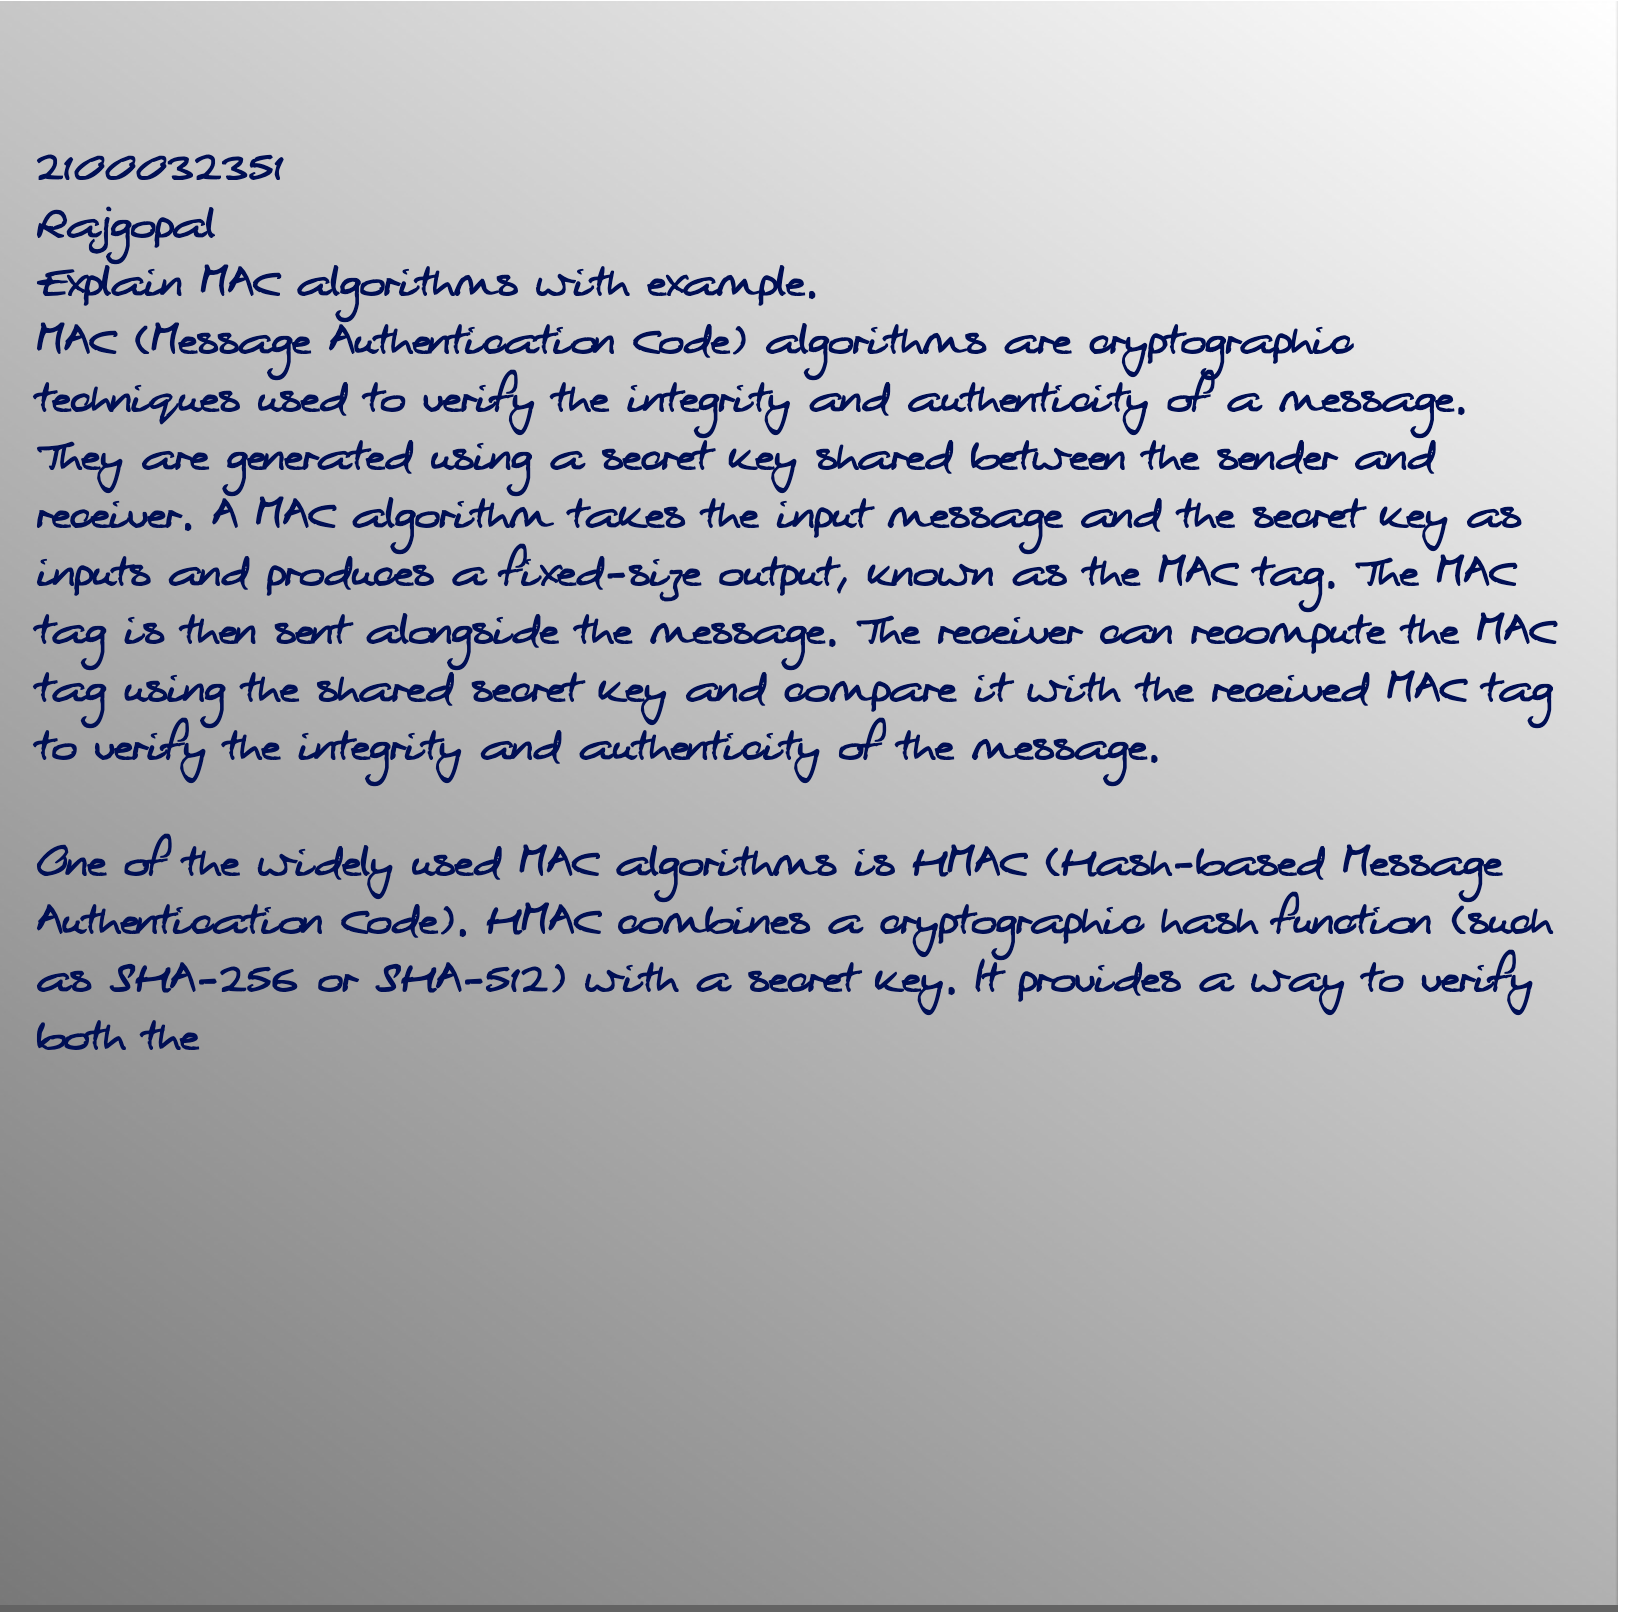 2100032351
Rajgopal
Explain MAC algorithms with example.
MAC (Message Authentication Code) algorithms are cryptographic
techniques used to verify the integrity and authenticity of a message.
They are generated using a secret key shared between the sender and
receiver. A MAC algorithm takes the input message and the secret key as
inputs and produces a fixed-size output, known as the MAC tag. The MAC
tag is then sent alongside the message. The receiver can recompute the MAC
tag using the shared secret key and compare it with the received MAC tag
to verify the integrity and authenticity of the message.
One of the widely used MAC algorithms is HMAC (Hash-based Message
Authentication Code). HMAC combines a cryptographic hash function (such
as SHA-256 or SHA-512) with a secret key. It provides a way to verify
both the